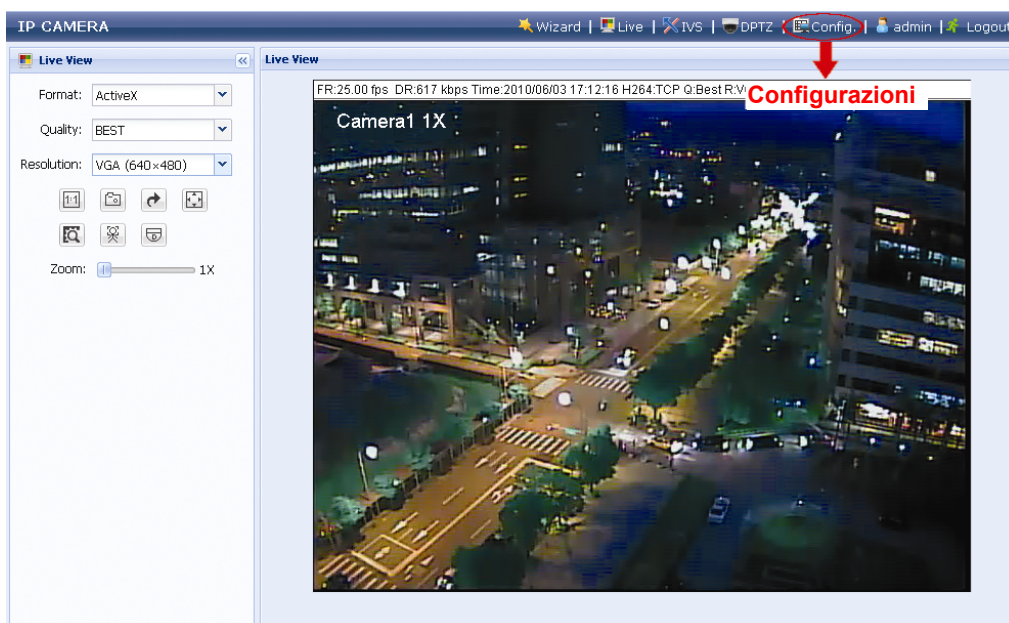 IP CAMERA
Wizard | Live | IVS | DPTZ | Config. | admin | Logout
Live View
Format: ActiveX
Quality: BEST
Resolution: VGA (640×480)
1:1
Zoom: 1X
Live View
FR:25.00 fps DR:617 kbps Time:2010/06/03 17:12:16 H264:TCP Q:Best
Configurazioni
Camera1 1X